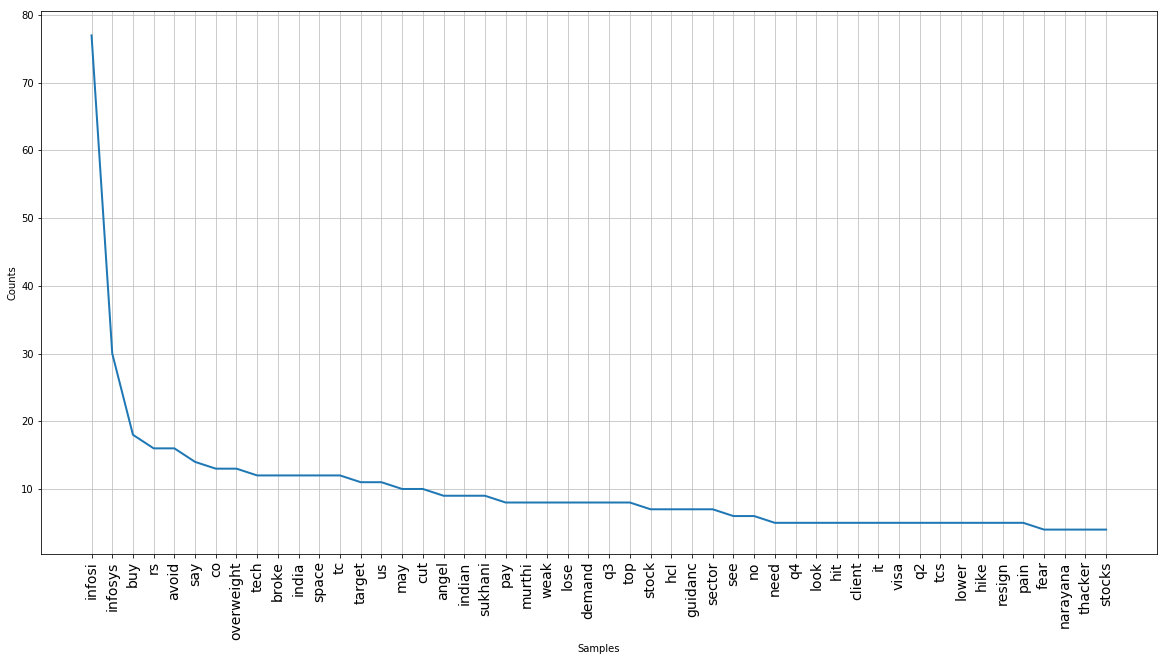 80
70
60
50
40
30
20
10
Counts
infosi
infosys
buy
rs
avoid
say
co
overweight
tech
broke
india
space
tc
target
us
may
cut
angel
indian
sukhani
pay
murthi
weak
lose
demand
q3
top
stock
hcl
guidanc
sector
see
no
need
q4
look
hit
client
it
visa
q2
tcs
lower
hike
resign
pain
fear
narayana
thacker
stocks
Samples